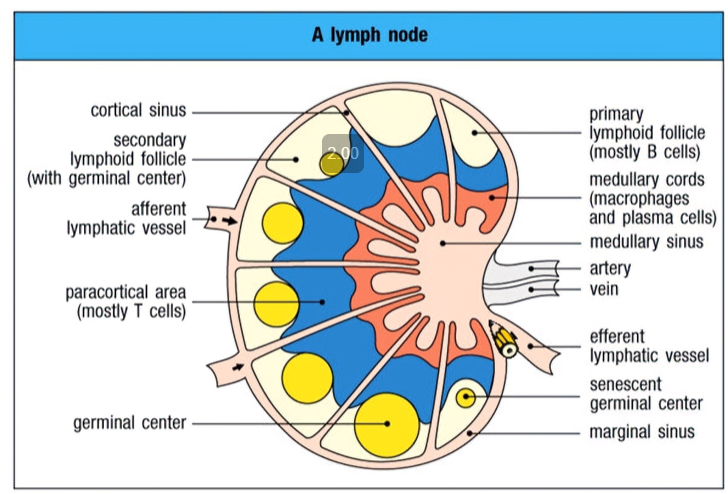 A lymph node
cortical sinus
secondary
lymphoid follicle
(with germinal center)
afferent
lymphatic vessel
paracortical area
(mostly T cells)
germinal center
2.00
primary
lymphoid follicle
(mostly B cells)
medullary cords
(macrophages
and plasma cells)
medullary sinus
artery
vein
efferent
lymphatic vessel
senescent
germinal center
marginal sinus